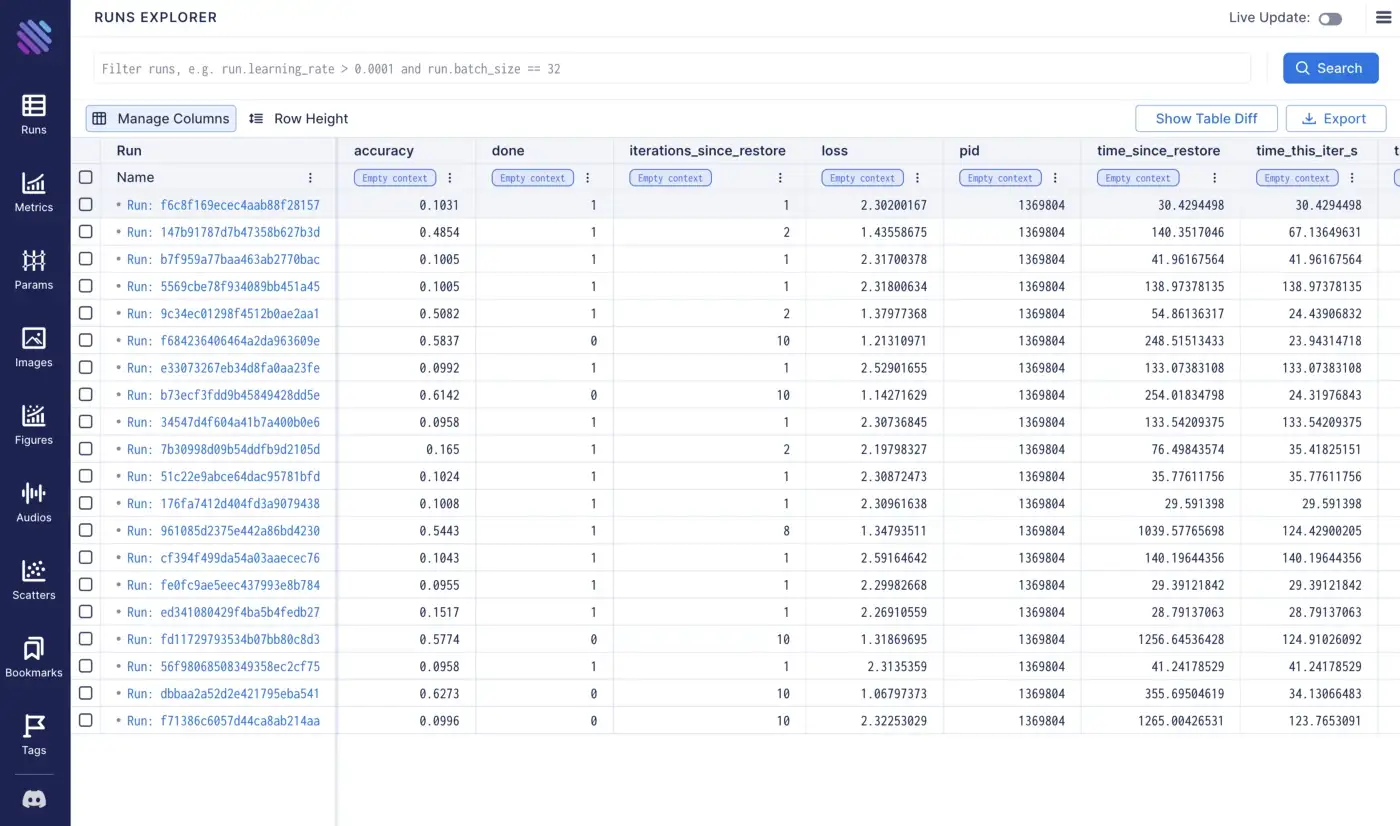 RUNS EXPLORER
Live Update:
Filter runs, e.g. run.learning_rate > 0.0001 and run.batch_size == 32
Search
Manage Columns Row Height Show Table Diff Export
Run accuracy done iterations_since_restore loss pid time_since_restore time_this_iter_s t
Name Empty context Empty context Empty context Empty context Empty context Empty context Empty context
Run: f6c8f169ecec4aab88f28157 0.1031 1 1 2.30200167 1369804 30.4294498 30.4294498
Run: 147b91787d7b47358b627b3d 0.4854 1 2 1.43558675 1369804 140.3517046 67.13649631
Run: b7f959a77baa463ab2770bac 0.1005 1 1 2.31700378 1369804 41.96167564 41.96167564
Run: 5569cbe78f934089bb451a45 0.1005 1 1 2.31800634 1369804 138.97378135 138.97378135
Run: 9c34ec01298f4512b0ae2aa1 0.5082 1 2 1.37977368 1369804 54.86136317 24.43906832
Run: f684236406464a2da963609e 0.5837 0 10 1.21310971 1369804 248.51513433 23.94314718
Run: e33073267eb34d8fa0aa23fe 0.0992 1 1 2.52901655 1369804 133.07383108 133.07383108
Run: b73ecf3fdd9b45849428dd5e 0.6142 0 10 1.14271629 1369804 254.01834798 24.31976843
Run: 34547d4f604a41b7a400b0e6 0.0958 1 1 2.30736845 1369804 133.54209375 133.54209375
Run: 7b30998d09b54ddfb9d2105d 0.165 1 2 2.19798327 1369804 76.49843574 35.41825151
Run: 51c22e9abce64dac95781bfd 0.1024 1 1 2.30872473 1369804 35.77611756 35.77611756
Run: 176fa7412d404fd3a9079438 0.1008 1 1 2.30961638 1369804 29.591398 29.591398
Run: 961085d2375e442a86bd4230 0.5443 1 8 1.34793511 1369804 1039.57765698 124.42900205
Run: cf394f499da54a03aaecec76 0.1043 1 1 2.59164642 1369804 140.19644356 140.19644356
Run: fe0fc9ae5eec437993e8b784 0.0955 1 1 2.29982668 1369804 29.39121842 29.39121842
Run: ed341080429f4ba5b4fedb27 0.1517 1 1 2.26910559 1369804 28.79137063 28.79137063
Run: fd11729793534b07bb80c8d3 0.5774 0 10 1.31869695 1369804 1256.64536428 124.91026092
Run: 56f98068508349358ec2cf75 0.0958 1 1 2.3135359 1369804 41.24178529 41.24178529
Run: dbbaa2a52d2e421795eba541 0.6273 0 10 1.06797373 1369804 355.69504619 34.13066483
Run: f71386c6057d44ca8ab214aa 0.0996 0 10 2.32253029 1369804 1265.00426531 123.7653091
Runs
Metrics
Params
Images
Figures
Audios
Scatters
Bookmarks
Tags